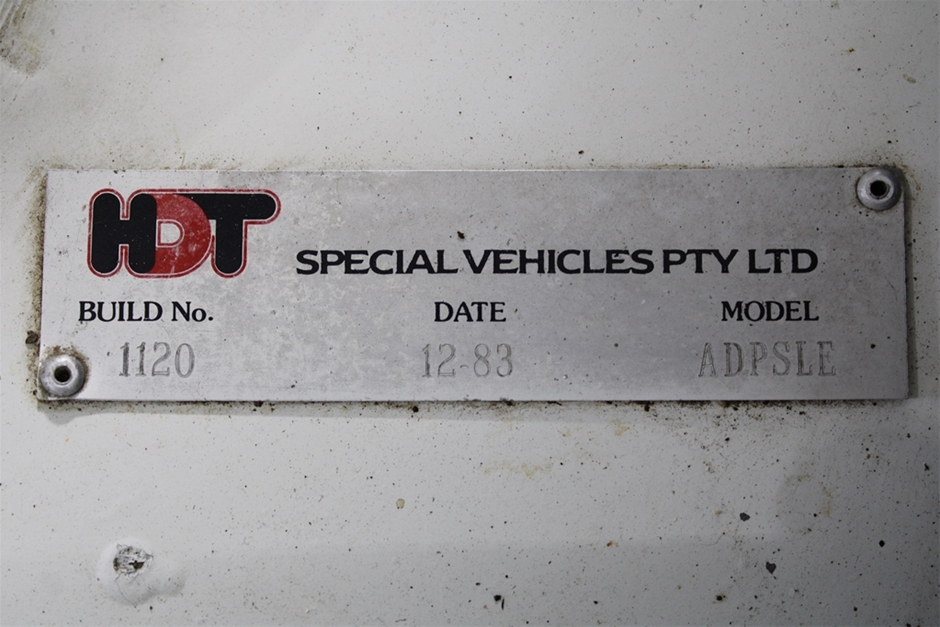 HDT SPECIAL VEHICLES PTY LTD
BUILD No. DATE MODEL
1120 12-83 ADPSLE